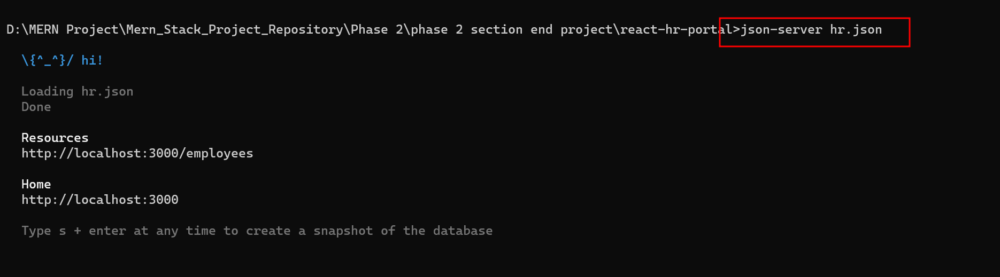 D:\MERN Project\Mern_Stack_Project_Repository\Phase 2\phase 2 section end project\react-hr-portal>json-server hr.json
\{^_^}/ hi!
Loading hr.json
Done
Resources
http://localhost:3000/employees
Home
http://localhost:3000
Type s + enter at any time to create a snapshot of the database